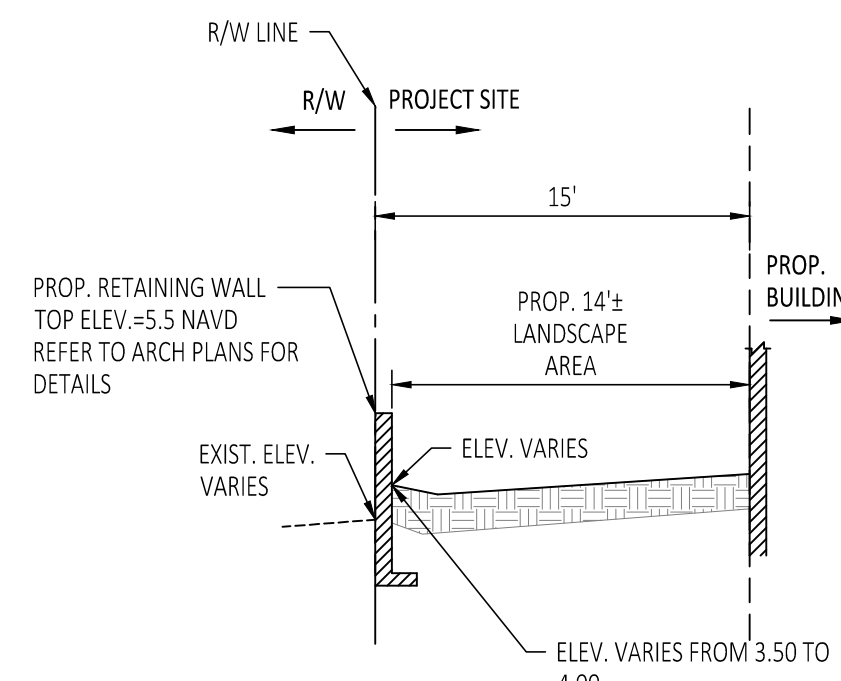 R/W LINE
R/W
PROJECT SITE
15'
PROP. RETAINING WALL
TOP ELEV.=5.5 NAVD
REFER TO ARCH PLANS FOR
DETAILS
PROP. 14'±
LANDSCAPE
AREA
PROP.
EXIST. ELEV.
VARIES
ELEV. VARIES
ELEV. VARIES FROM 3.50 TO